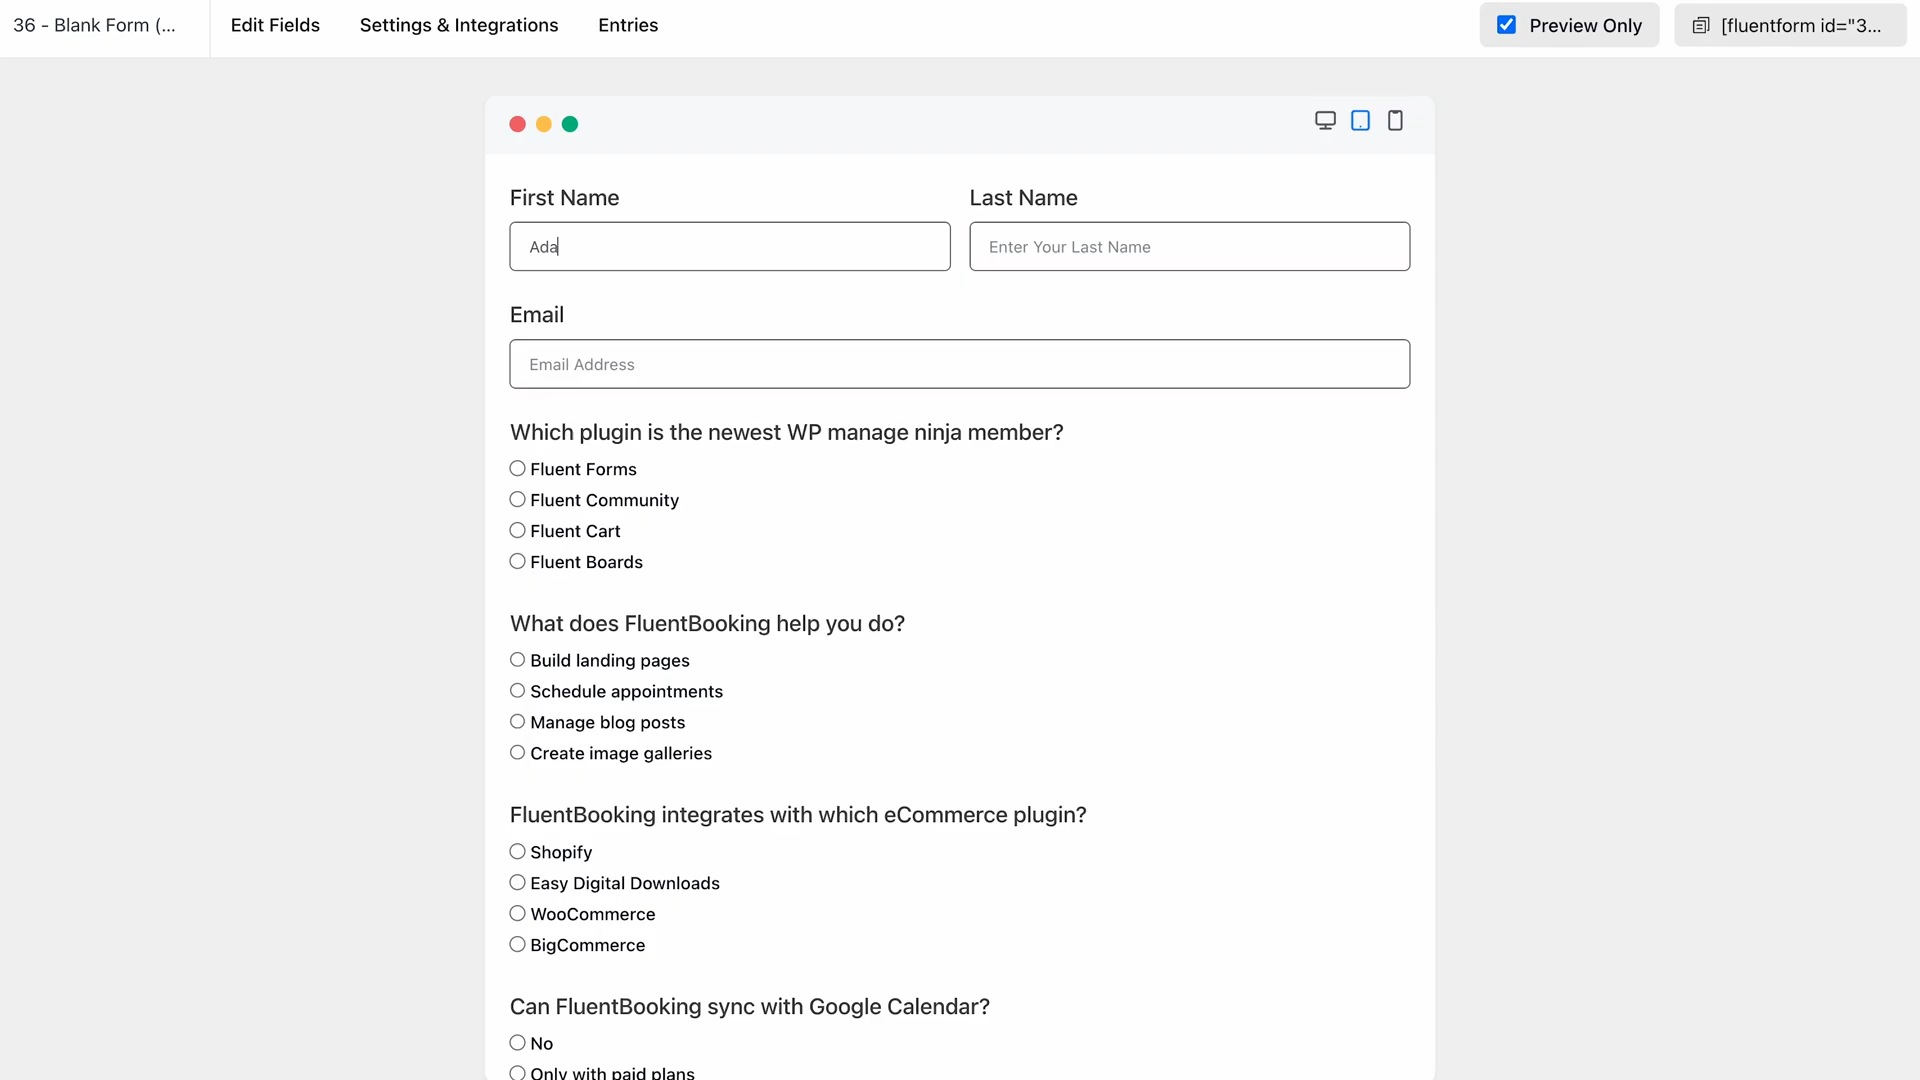 36 - Blank Form (... Edit Fields Settings & Integrations Entries Preview Only [fluentform id="3...
First Name Last Name
Ada Enter Your Last Name
Email
Email Address
Which plugin is the newest WP manage ninja member?
Fluent Forms
Fluent Community
Fluent Cart
Fluent Boards
What does FluentBooking help you do?
Build landing pages
Schedule appointments
Manage blog posts
Create image galleries
FluentBooking integrates with which eCommerce plugin?
Shopify
Easy Digital Downloads
WooCommerce
BigCommerce
Can FluentBooking sync with Google Calendar?
No
Only with paid plans